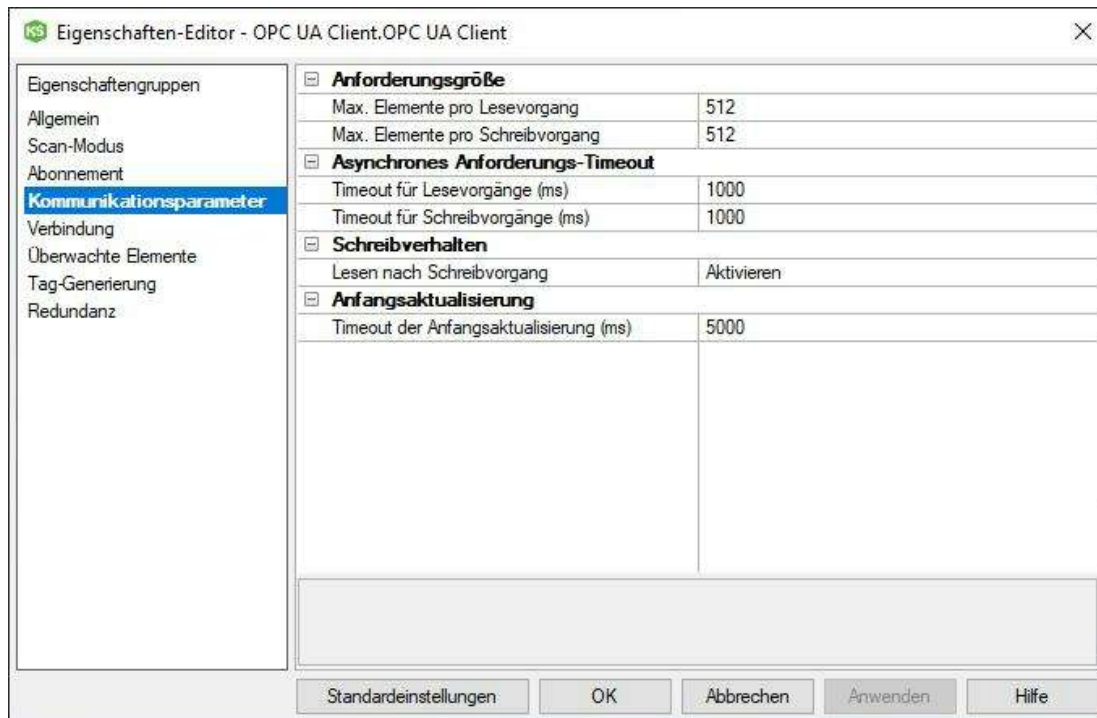 KS Eigenschaften-Editor - OPC UA Client.OPC UA Client
Eigenschaftengruppen
Allgemein
Scan-Modus
Abonnement
Kommunikationsparameter
Verbindung
Überwachte Elemente
Tag-Generierung
Redundanz
Anforderungsgröße
Max. Elemente pro Lesevorgang 512
Max. Elemente pro Schreibvorgang 512
Asynchrones Anforderungs-Timeout
Timeout für Lesevorgänge (ms) 1000
Timeout für Schreibvorgänge (ms) 1000
Schreibverhalten
Lesen nach Schreibvorgang Aktivieren
Anfangsaktualisierung
Timeout der Anfangsaktualisierung (ms) 5000
Standardeinstellungen OK Abbrechen Anwenden Hilfe